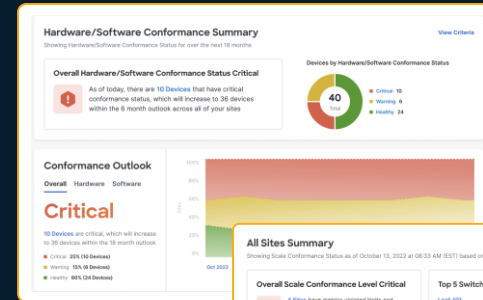 Hardware/Software Conformance Summary
View Criteria
Showing Hardware/Software Conformance Status for over the next 18 months
Overall Hardware/Software Conformance Status Critical
As of today, there are 10 Devices that have critical
conformance status, which will increase to 36 devices
within the 6 month outlook across all of your sites
Devices by Hardware/Software Conformance Status
40
Total
Critical 10
Warning 6
Healthy 24
Conformance Outlook
Overall Hardware Software
Critical
10 Devices are critical, which will increase
to 36 devices within the 18 month outlook
Critical 25% (10 Devices)
Warning 15% (6 Devices)
Healthy 60% (24 Devices)
100%
80%
60%
40%
20%
0%
Sites
Oct 2022
All Sites Summary
Showing Scale Conformance Status as of October 13, 2022 at 06:33 AM (EST) based on
Overall Scale Conformance Level Critical
Top 5 Switch